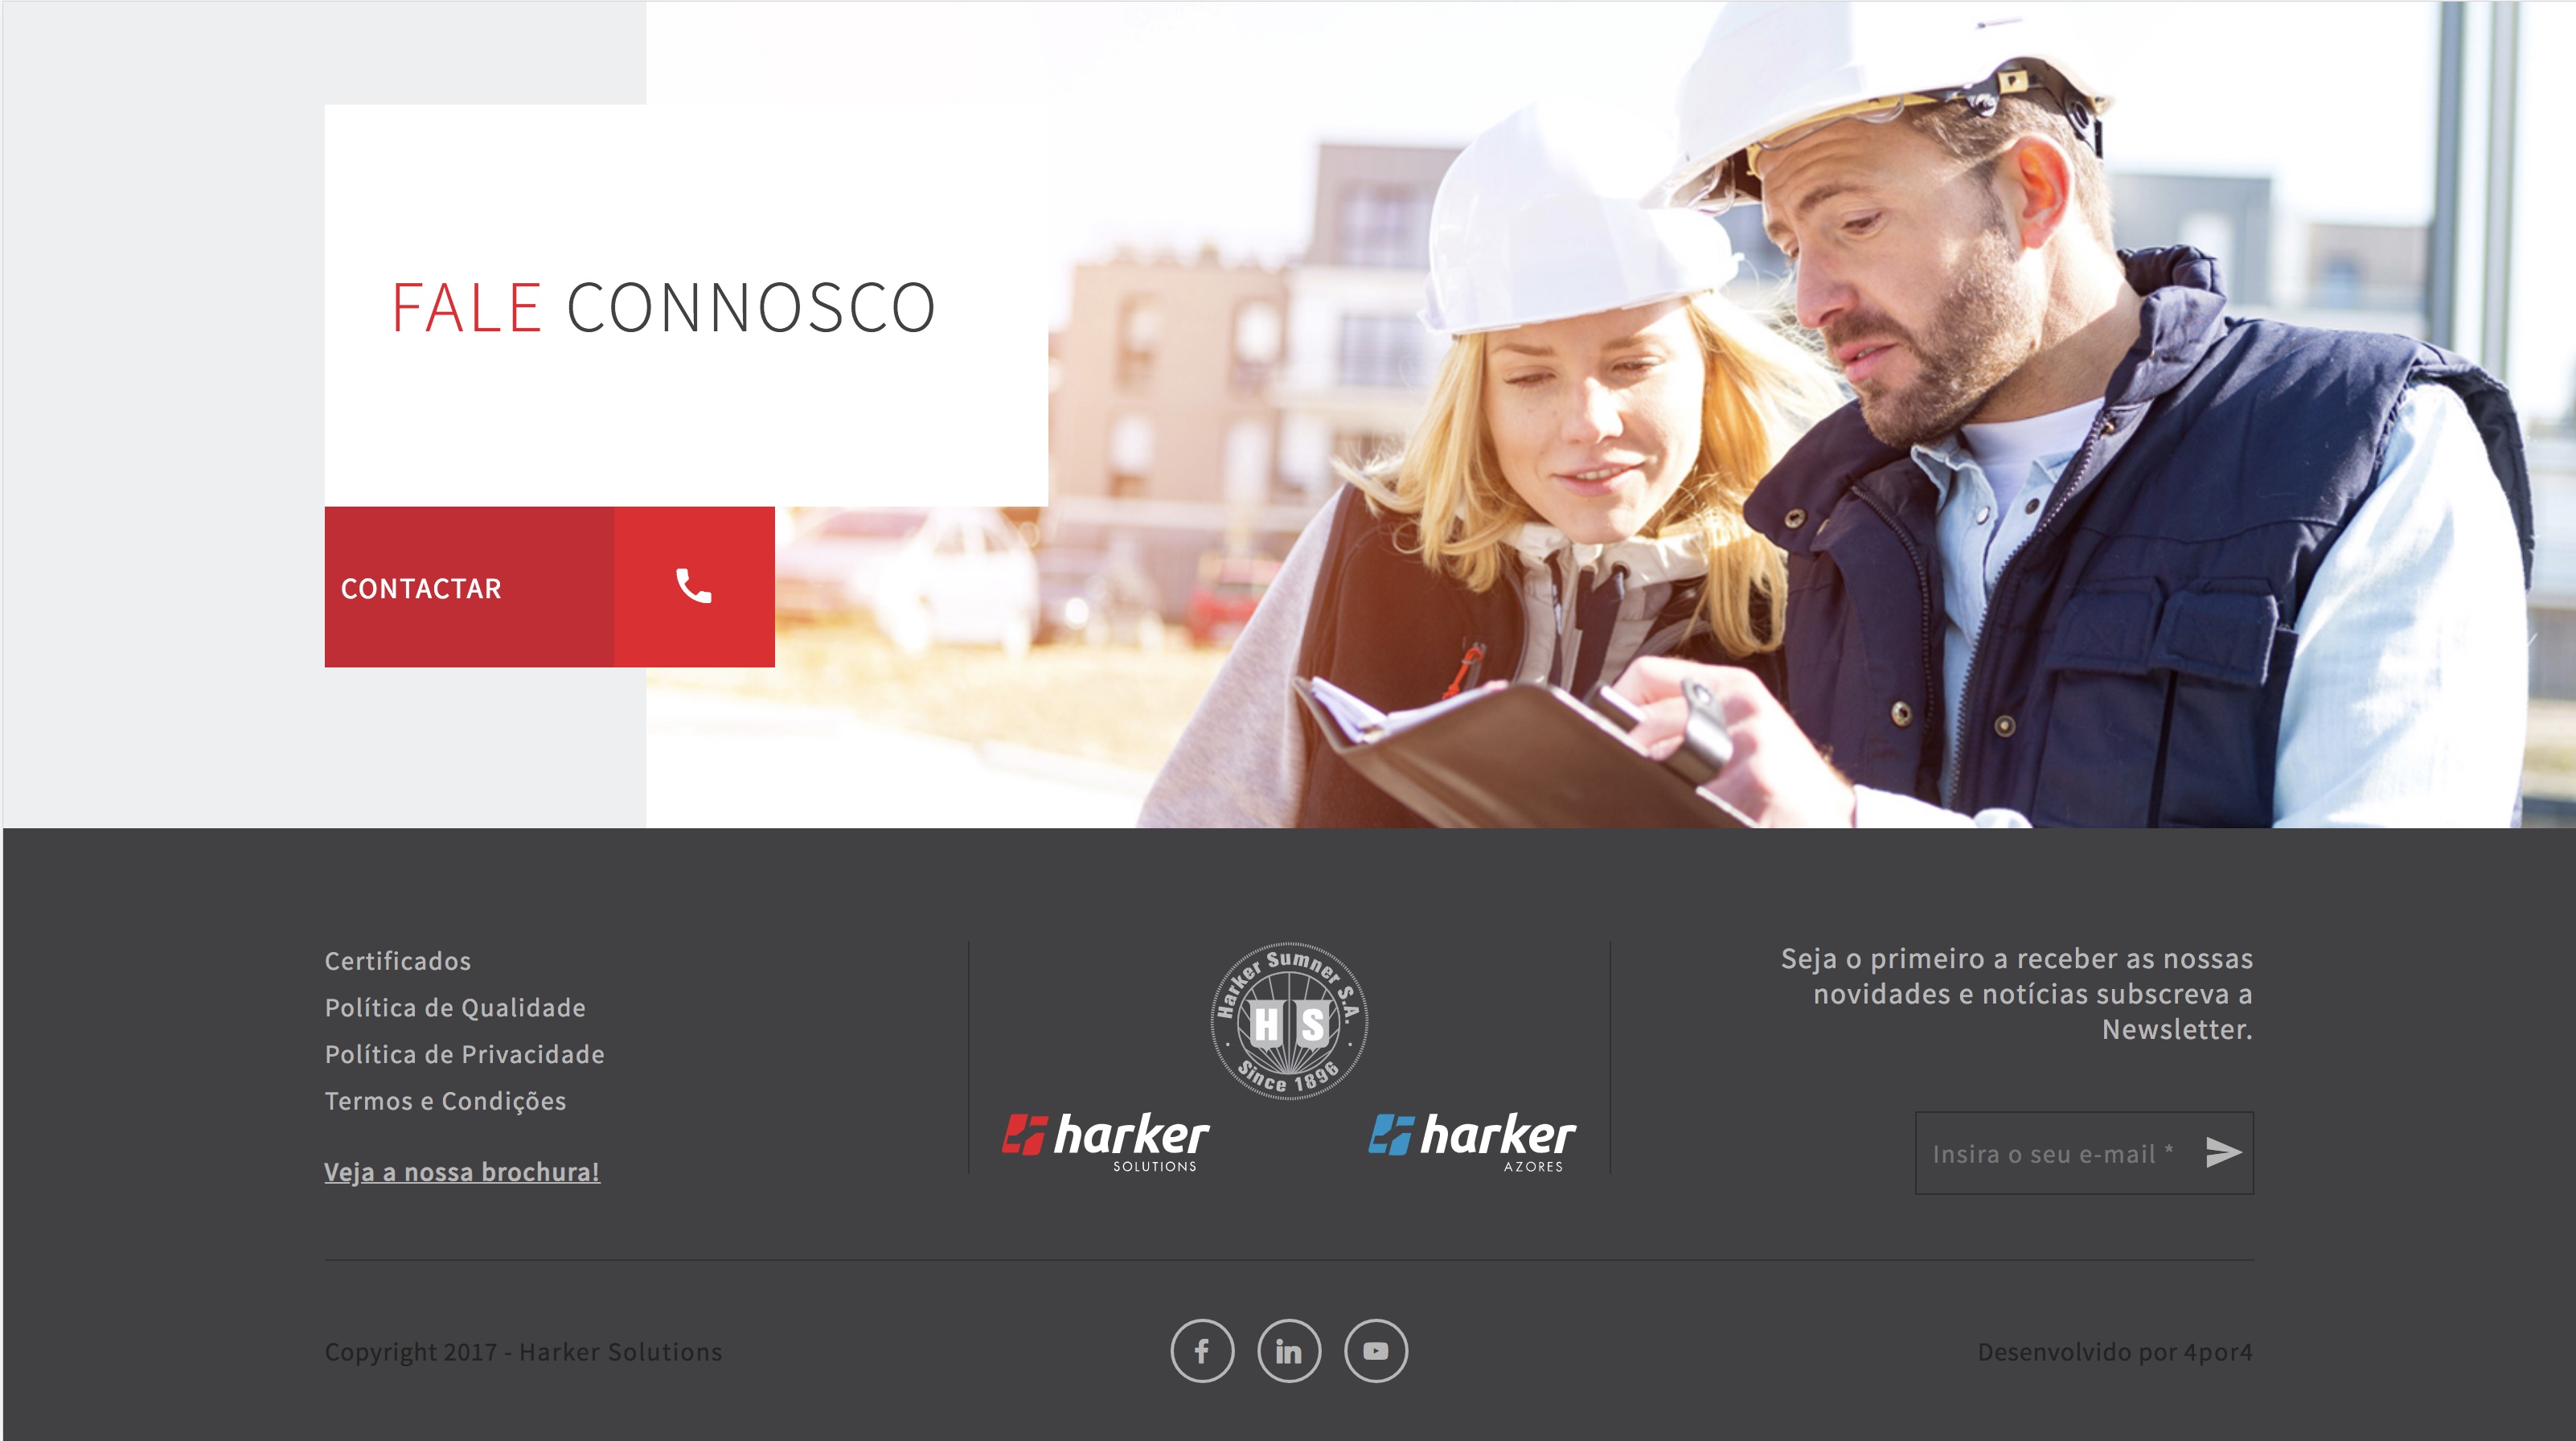 FALE CONNOSCO
CONTACTAR
Certificados
Política de Qualidade
Política de Privacidade
Termos e Condições
Veja a nossa brochura!
Harker Sumner S.A.
H S
Since 1896
harker
SOLUTIONS
harker
AZORES
Seja o primeiro a receber as nossas
novidades e notícias subscreva a
Newsletter.
Insira o seu e-mail *
Copyright 2017 - Harker Solutions
f
in
Desenvolvido por 4por4